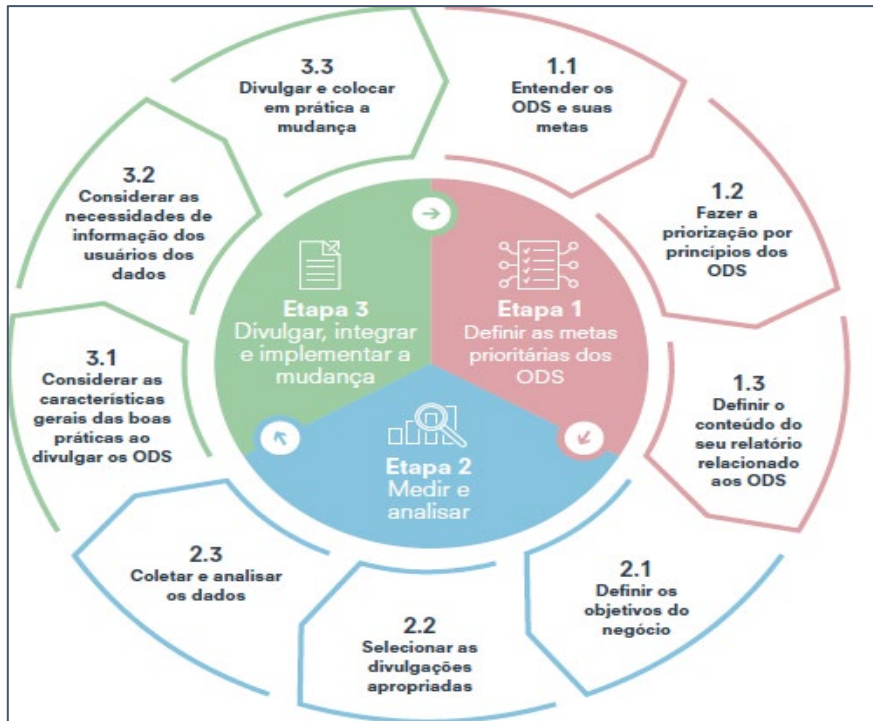 1.1
Entender os
ODS e suas
metas
1.2
Fazer a
priorização por
princípios dos
ODS
1.3
Definir o
conteúdo do
seu relatório
relacionado
aos ODS
2.1
Definir os
objetivos do
negócio
2.2
Selecionar as
divulgações
apropriadas
2.3
Coletar e analisar
os dados
3.1
Considerar as
características
gerais das boas
práticas ao
divulgar os ODS
3.2
Considerar as
necessidades de
informação dos
usuários dos
dados
3.3
Divulgar e colocar
em prática a
mudança
Etapa 1
Definir as metas
prioritárias dos
ODS
Etapa 2
Medir e
analisar
Etapa 3
Divulgar, integrar
e implementar a
mudança